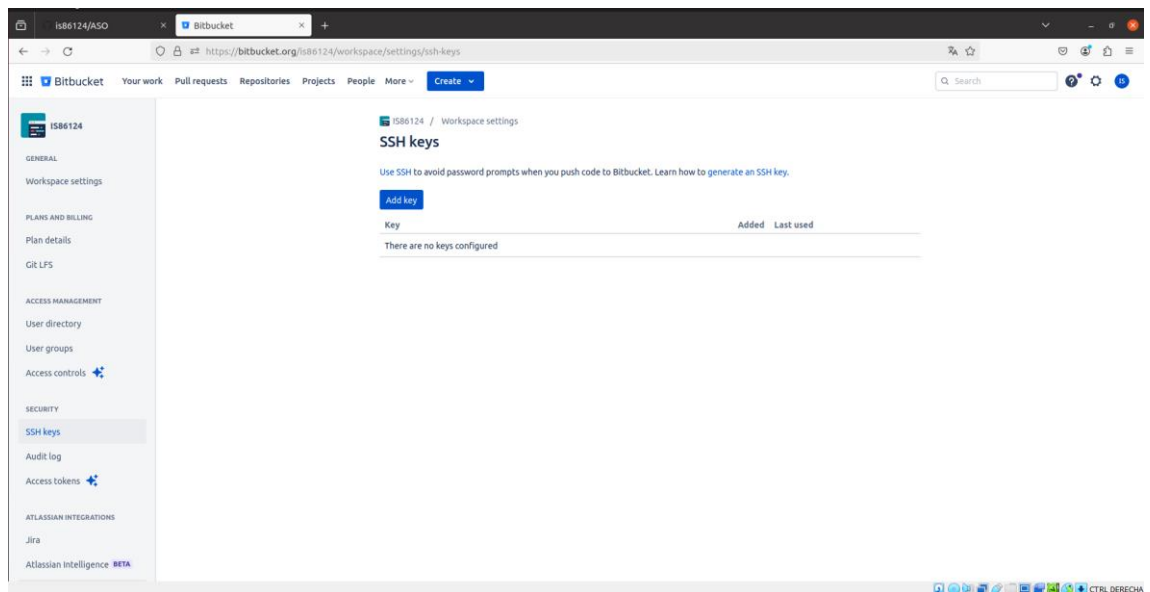 is86124/ASO
Bitbucket
https://bitbucket.org/is86124/workspace/settings/ssh-keys
Bitbucket Your work Pull requests Repositories Projects People More Create Search IS
IS86124
GENERAL
Workspace settings
PLANS AND BILLING
Plan details
Git LFS
ACCESS MANAGEMENT
User directory
User groups
Access controls
SECURITY
SSH keys
Audit log
Access tokens
ATLASSIAN INTEGRATIONS
Jira
Atlassian Intelligence BETA
IS86124 / Workspace settings
SSH keys
Use SSH to avoid password prompts when you push code to Bitbucket. Learn how to generate an SSH key.
Add key
Key Added Last used
There are no keys configured
CTRL DERECHA